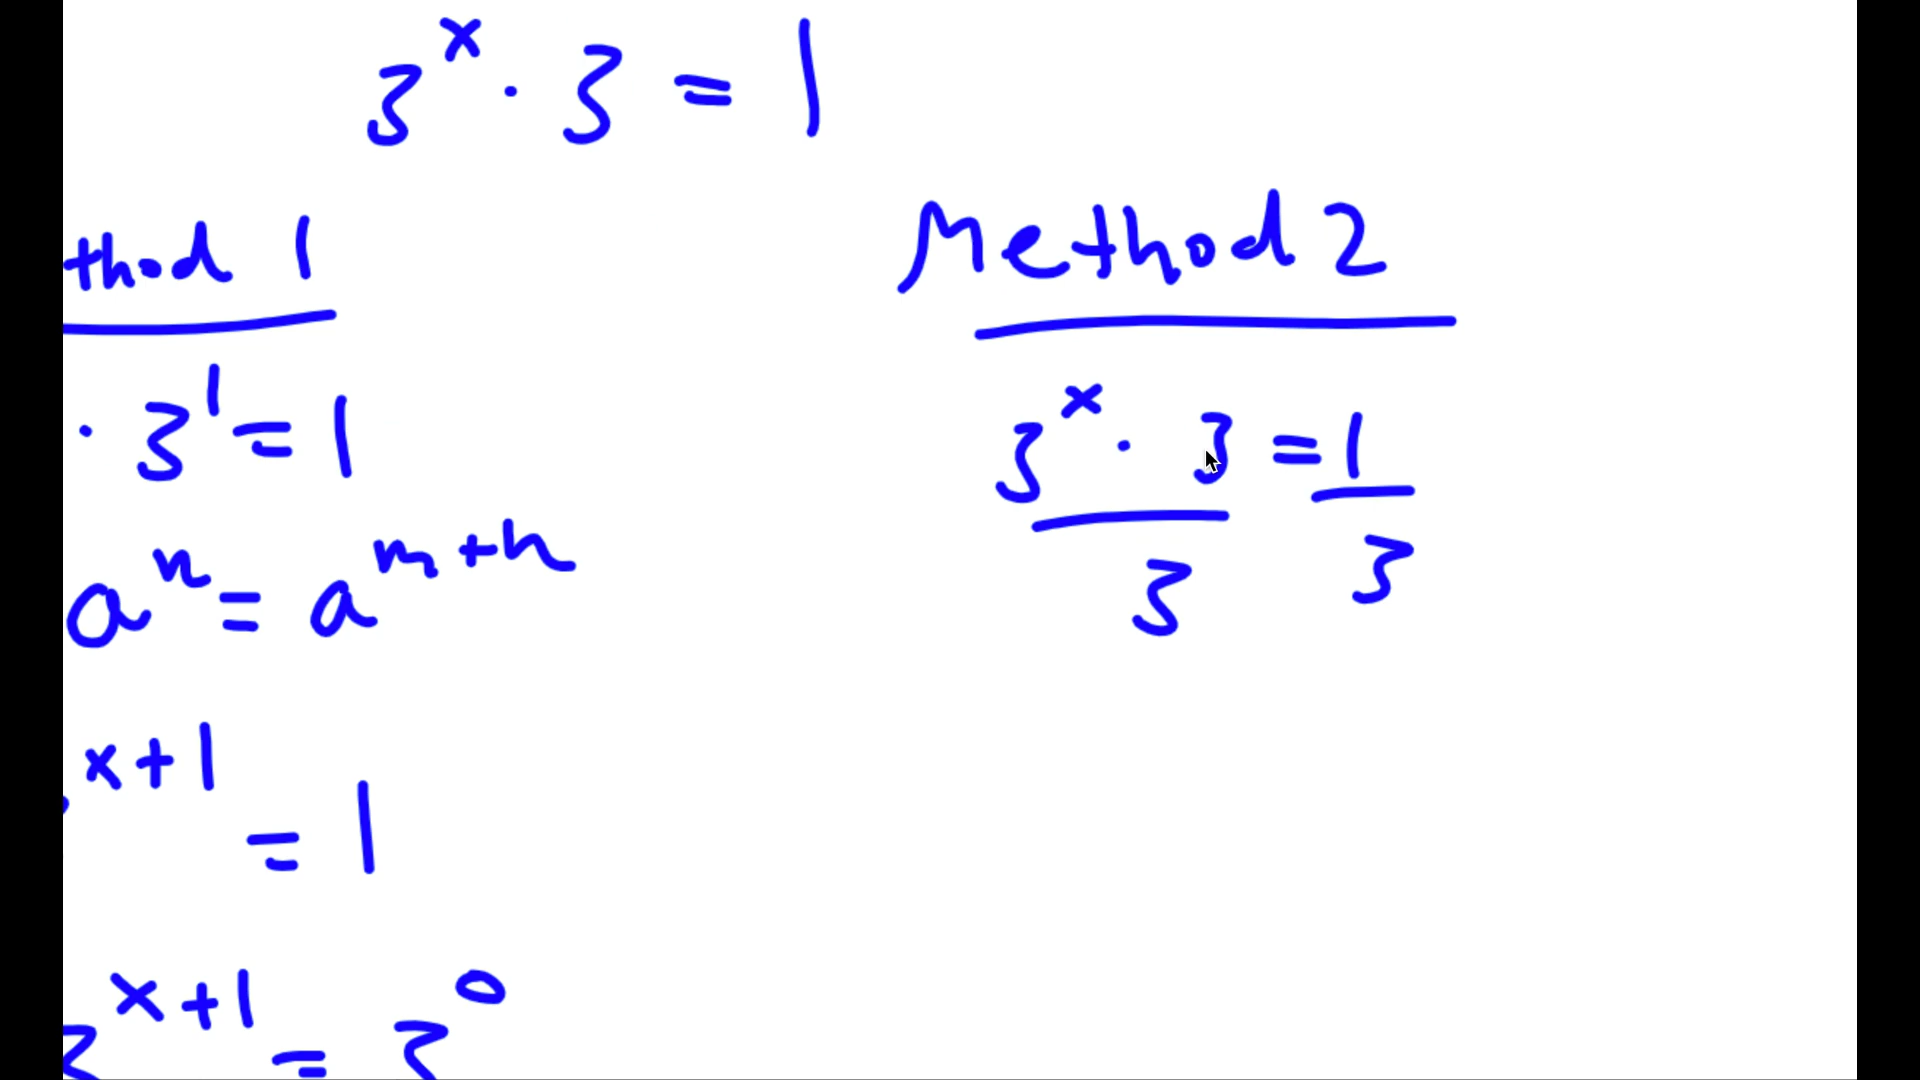 3^x · 3 = 1
thod 1
· 3^1 = 1
a^n = a^{m+n}
x+1 = 1
3^{x+1} = 3^0
Method 2
3^x · 3 = 1
3 3